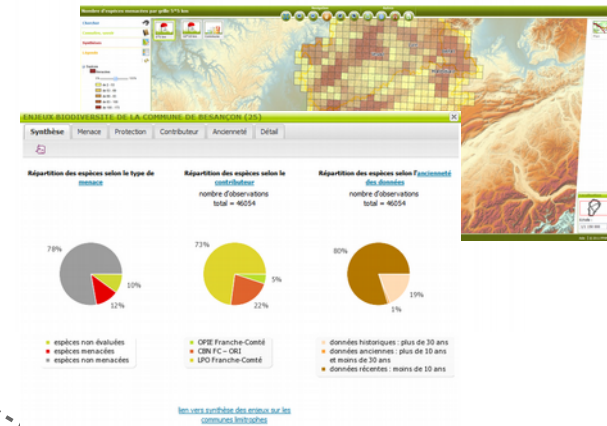 Nombre d'espèces menacées par grille 5*5 km
Chercher
Synthèses
ENJEUX BIODIVERSITE DE LA COMMUNE DE BESANÇON (25)
Synthèse Menace Protection Contributeur Ancienneté Détail
Répartition des espèces selon le type de
menace
Répartition des espèces selon le
contributeur
nombre d'observations
total = 46054
Répartition des espèces selon l'ancienneté
des données
nombre d'observations
total = 46054
78%
10%
12%
73%
5%
22%
80%
19%
1%
espèces non évaluées
espèces menacées
espèces non menacées
OPIE Franche-Comté
CBN FC – ORI
LPO Franche-Comté
données historiques : plus de 30 ans
données anciennes : plus de 10 ans
et moins de 30 ans
données récentes : moins de 10 ans
lien vers synthèse des enjeux sur les
communes limitrophes